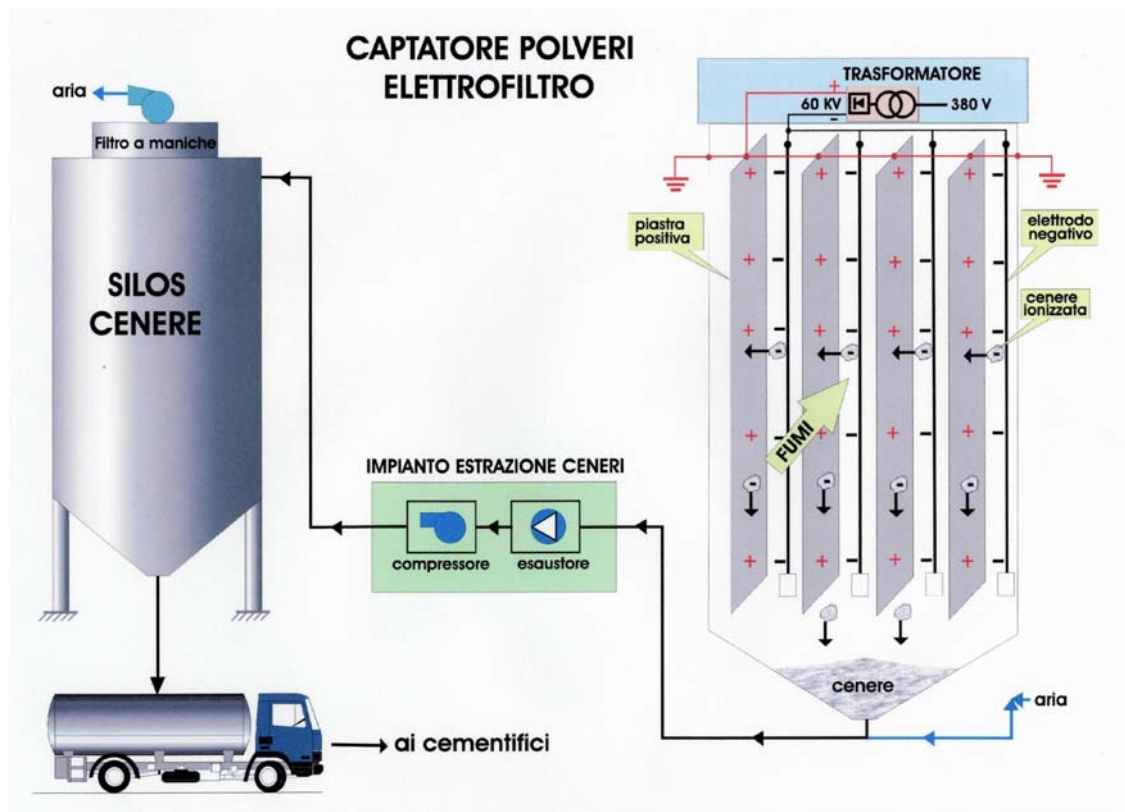 CAPTATORE POLVERI
ELETTROFILTRO
aria
Filtro a maniche
SILOS
CENERE
TRASFORMATORE
+
60 KV
-
380 V
piastra
positiva
elettrodo
negativo
cenere
ionizzata
FUMI
IMPIANTO ESTRAZIONE CENERI
compressore
esaustore
cenere
aria
ai cementifici